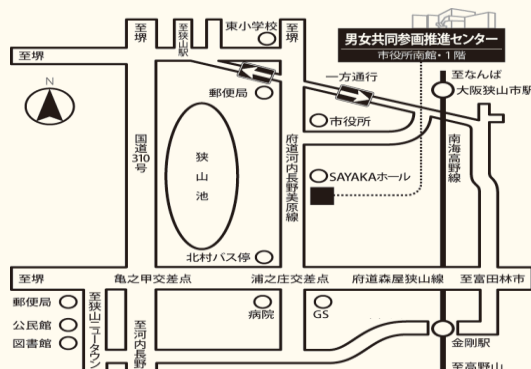 東小学校
至堺
至堺
至狭山駅
至堺
男女共同参画推進センター
市役所南館・1階
N
一方通行
至なんば
大阪狭山市駅
郵便局
市役所
国道310号
狭山池
府道河内長野美原線
南海高野線
SAYAKAホール
北村バス停
至堺
亀之甲交差点
浦之庄交差点
府道森屋狭山線
至富田林市
郵便局
公民館
図書館
至狭山ニュータウン
至河内長野
病院
GS
金剛駅
至高野山